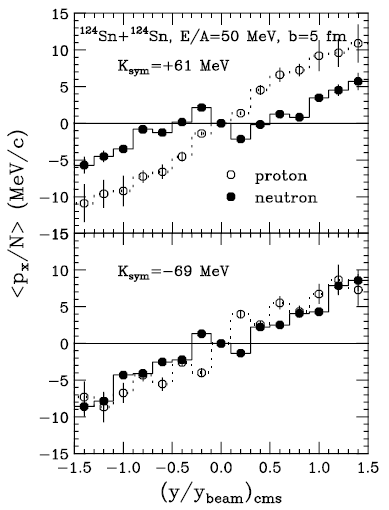 15
¹²⁴Sn+¹²⁴Sn, E/A=50 MeV, b=5 fm
10
K_sym=+61 MeV
5
0
−5
proton
neutron
−10
−15
10
K_sym=−69 MeV
5
0
−5
−10
−15
<p_x/N> (MeV/c)
−1.5 −1.0 −0.5 0.0 0.5 1.0 1.5
(y/y_beam)_cms